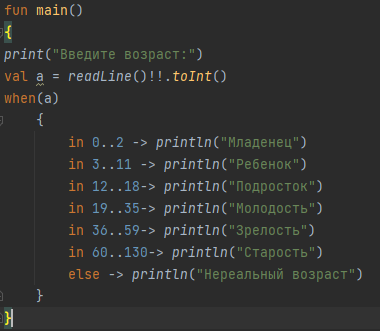 fun main()
{
print("Введите возраст:")
val a = readLine()!!.toInt()
when(a)
{
in 0..2 -> println("Младенец")
in 3..11 -> println("Ребенок")
in 12..18-> println("Подросток")
in 19..35-> println("Молодость")
in 36..59-> println("Зрелость")
in 60..130-> println("Старость")
else -> println("Нереальный возраст")
}
}